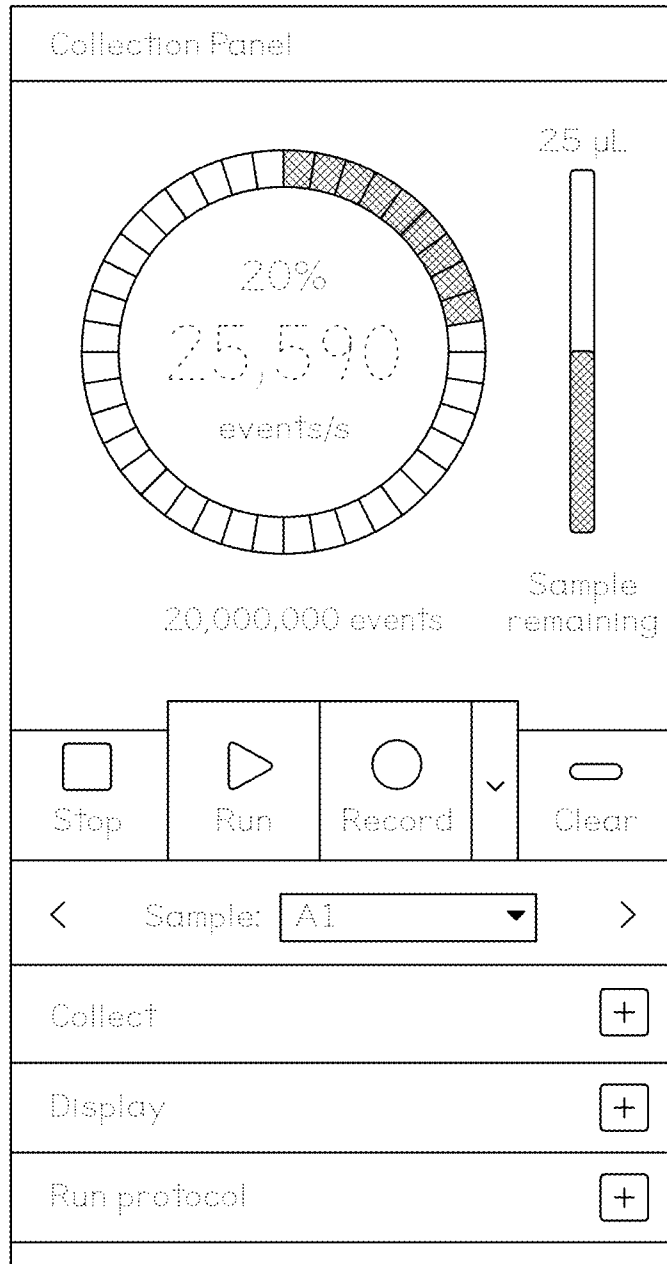 Collection Panel
25 µL
20%
25,590
events/s
20,000,000 events
Sample
remaining
Stop
Run
Record
Clear
Sample:
A1
Collect
Display
Run protocol